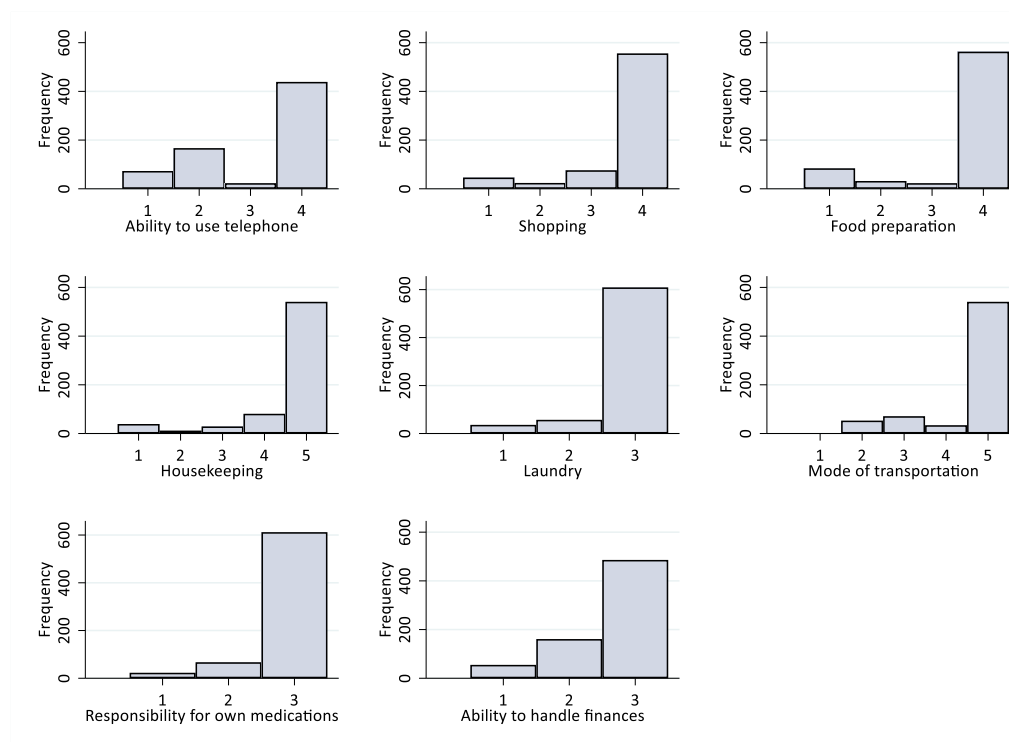 Frequency
0 200 400 600
1 2 3 4
Ability to use telephone
Frequency
0 200 400 600
1 2 3 4
Shopping
Frequency
0 200 400 600
1 2 3 4
Food preparation
Frequency
0 200 400 600
1 2 3 4 5
Housekeeping
Frequency
0 200 400 600
1 2 3
Laundry
Frequency
0 200 400 600
1 2 3 4 5
Mode of transportation
Frequency
0 200 400 600
1 2 3
Responsibility for own medications
Frequency
0 200 400 600
1 2 3
Ability to handle finances